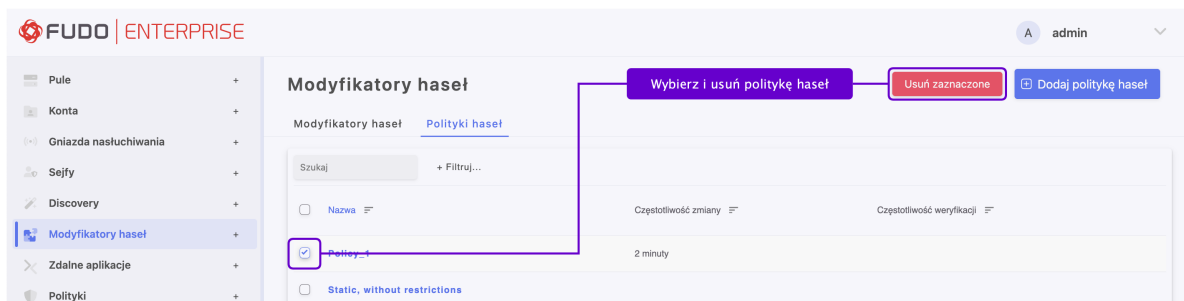 FUDO | ENTERPRISE
A admin
Pule +
Konta +
Gniazda nasłuchiwania +
Sejfy +
Discovery +
Modyfikatory haseł +
Zdalne aplikacje +
Polityki +
Modyfikatory haseł
Wybierz i usuń politykę haseł
Usuń zaznaczone
Dodaj politykę haseł
Modyfikatory haseł Polityki haseł
Szukaj + Filtruj...
Nazwa Częstotliwość zmiany Częstotliwość weryfikacji
Policy_1 2 minuty
Static, without restrictions